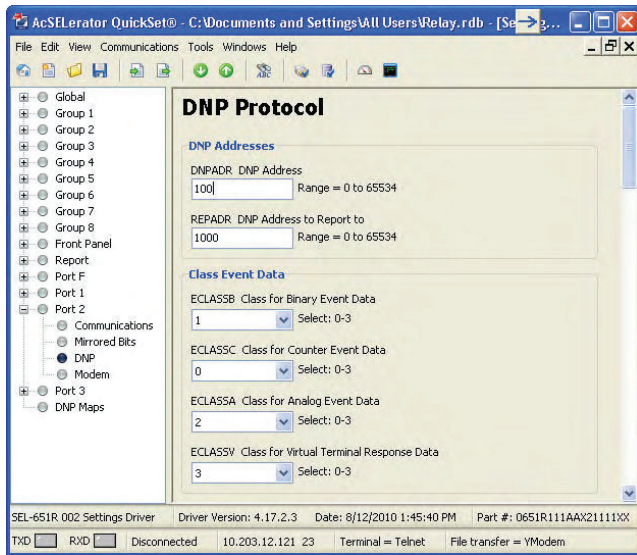 AcSELerator QuickSet® - C:\Documents and Settings\All Users\Relay.rdb - [Se
File Edit View Communications Tools Windows Help
Global
Group 1
Group 2
Group 3
Group 4
Group 5
Group 6
Group 7
Group 8
Front Panel
Report
Port F
Port 1
Port 2
Communications
Mirrored Bits
DNP
Modem
Port 3
DNP Maps
DNP Protocol
DNP Addresses
DNPADR DNP Address
100 Range = 0 to 65534
REPADR DNP Address to Report to
1000 Range = 0 to 65534
Class Event Data
ECLASSB Class for Binary Event Data
1 Select: 0-3
ECLASSC Class for Counter Event Data
0 Select: 0-3
ECLASSA Class for Analog Event Data
2 Select: 0-3
ECLASSV Class for Virtual Terminal Response Data
3 Select: 0-3
SEL-651R 002 Settings Driver Driver Version: 4.17.2.3 Date: 8/12/2010 1:45:40 PM Part #: 0651R111AAX21111XX
TXD RXD Disconnected 10.203.12.121 23 Terminal = Telnet File transfer = YModem